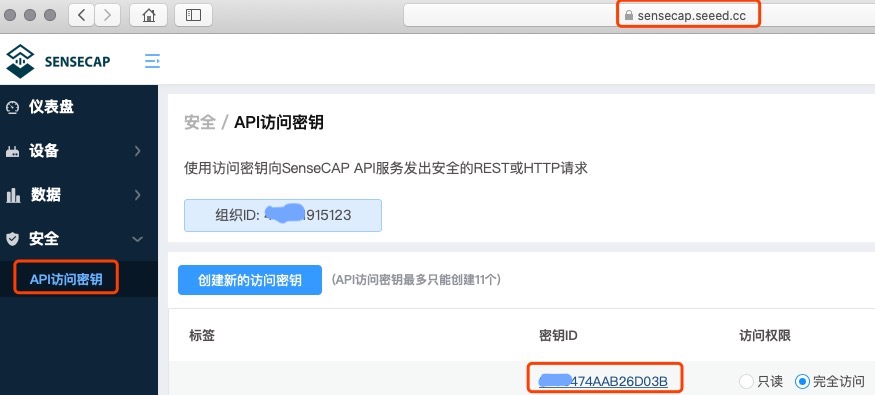 sensecap.seeed.cc
SENSECAP
仪表盘
设备
数据
安全
API访问密钥
安全 / API访问密钥
使用访问密钥向SenseCAP API服务发出安全的REST或HTTP请求
组织ID: 915123
创建新的访问密钥 (API访问密钥最多只能创建11个)
标签 密钥ID 访问权限
474AAB26D03B 只读 完全访问